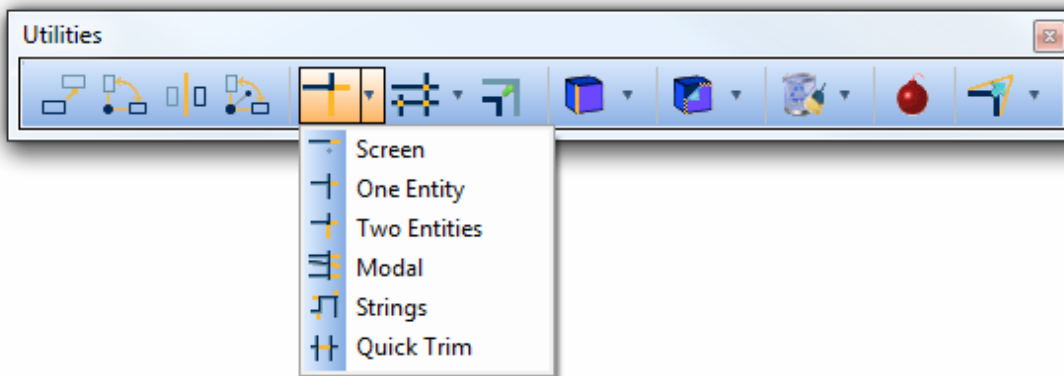 Utilities
Screen
One Entity
Two Entities
Modal
Strings
Quick Trim